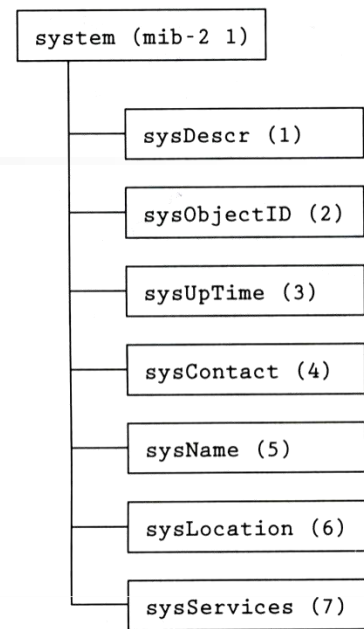 system (mib-2 1)
sysDescr (1)
sysObjectID (2)
sysUpTime (3)
sysContact (4)
sysName (5)
sysLocation (6)
sysServices (7)